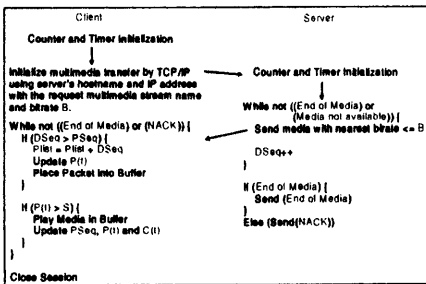 Client
Counter and Timer Initialization
Initialize multimedia transfer by TCP/IP
using server's hostname and IP address
with the request multimedia stream name
and bitrate B.
While not ((End of Media) or (NACK)) {
If (DSeq > PSeq) {
Plist = Plist + DSeq
Update P(t)
Place Packet into Buffer
}
If (P(t) > S) {
Play Media in Buffer
Update PSeq, P(t) and C(t)
}
}
Close Session
Server
Counter and Timer Initialization
While not ((End of Media) or
(Media not available)) {
Send media with nearest bitrate <= B
DSeq++
}
If (End of Media) {
Send (End of Media)
}
Else (Send(NACK))